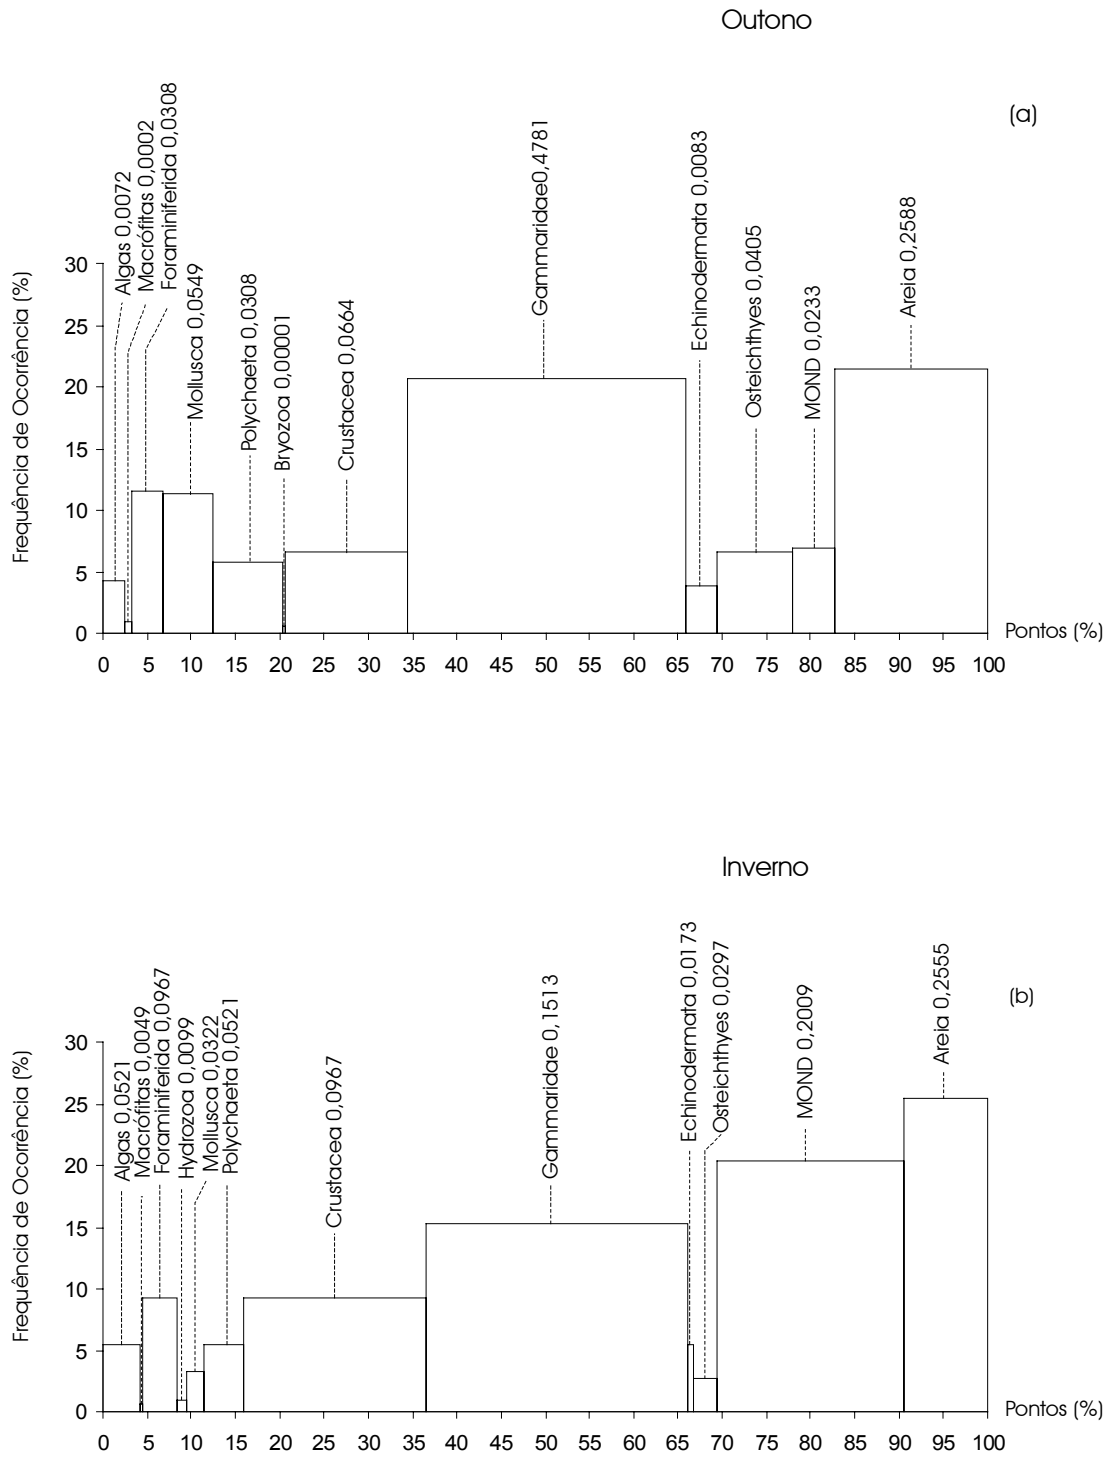 Outono
(a)
Algas 0,0072
Macrófitas 0,0002
Foraminiferida 0,0308
Mollusca 0,0549
Polychaeta 0,0308
Bryozoa 0,00001
Crustacea 0,0664
Gammaridae0,4781
Echinodermata 0,0083
Osteichthyes 0,0405
MOND 0,0233
Areia 0,2588
Frequência de Ocorrência (%)
30
25
20
15
10
5
0
0 5 10 15 20 25 30 35 40 45 50 55 60 65 70 75 80 85 90 95 100
Pontos (%)
Inverno
(b)
Algas 0,0521
Macrófitas 0,0049
Foraminiferida 0,0967
Hydrozoa 0,0099
Mollusca 0,0322
Polychaeta 0,0521
Crustacea 0,0967
Gammaridae 0,1513
Echinodermata 0,0173
Osteichthyes 0,0297
MOND 0,2009
Areia 0,2555
Frequência de Ocorrência (%)
30
25
20
15
10
5
0
0 5 10 15 20 25 30 35 40 45 50 55 60 65 70 75 80 85 90 95 100
Pontos (%)